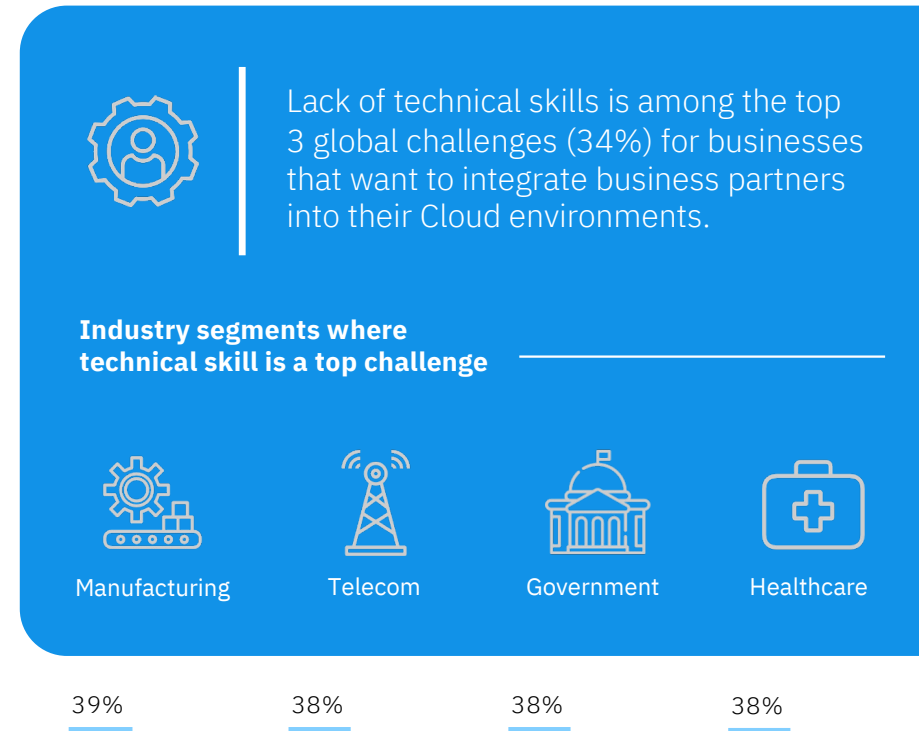 Lack of technical skills is among the top
3 global challenges (34%) for businesses
that want to integrate business partners
into their Cloud environments.
Industry segments where
technical skill is a top challenge
Manufacturing
Telecom
Government
Healthcare
39%
38%
38%
38%